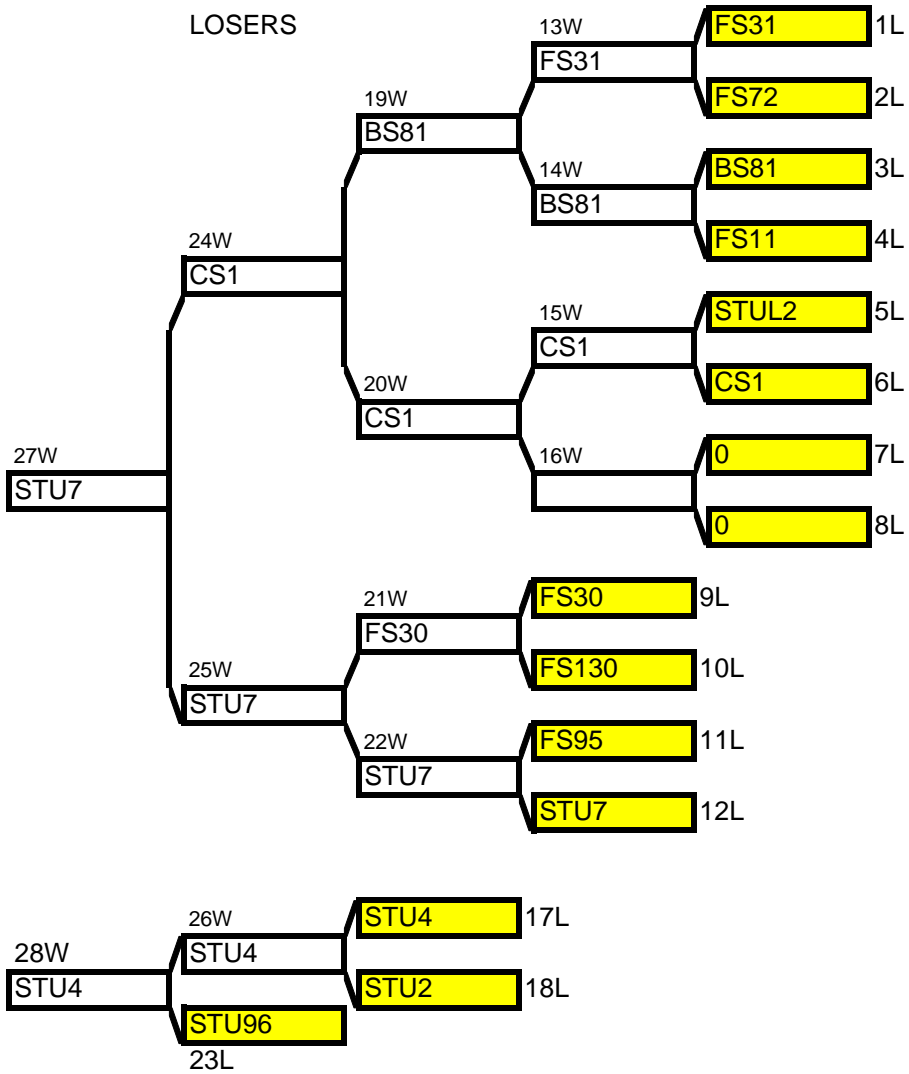 LOSERS
13W
FS31 1L
FS31
FS72 2L
19W
BS81
BS81 3L
14W
BS81
FS11 4L
24W
CS1
STUL2 5L
15W
CS1
CS1 6L
20W
CS1
0 7L
27W
16W
STU7
0 8L
FS30 9L
21W
FS30
FS130 10L
25W
STU7
FS95 11L
22W
STU7
STU7 12L
STU4 17L
26W
STU4
28W
STU4
STU2 18L
STU96
23L